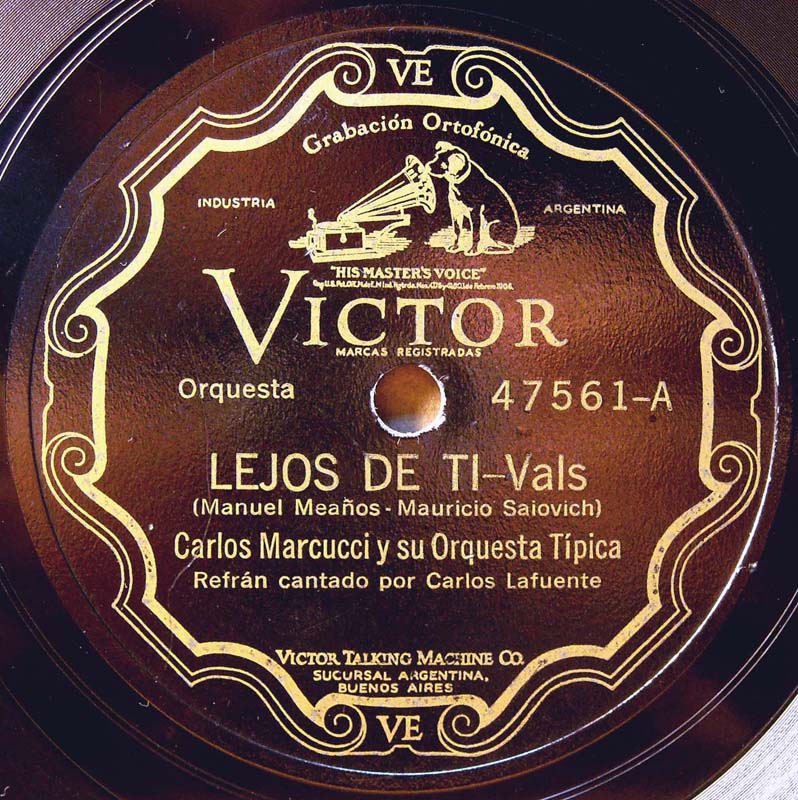 VE
Grabación Ortofónica
INDUSTRIA
ARGENTINA
"HIS MASTER'S VOICE"
VICTOR
MARCAS REGISTRADAS
Orquesta
47561-A
LEJOS DE TI-Vals
(Manuel Meaños - Mauricio Saiovich)
Carlos Marcucci y su Orquesta Típica
Refrán cantado por Carlos Lafuente
VICTOR TALKING MACHINE CO.
SUCURSAL ARGENTINA,
BUENOS AIRES
VE